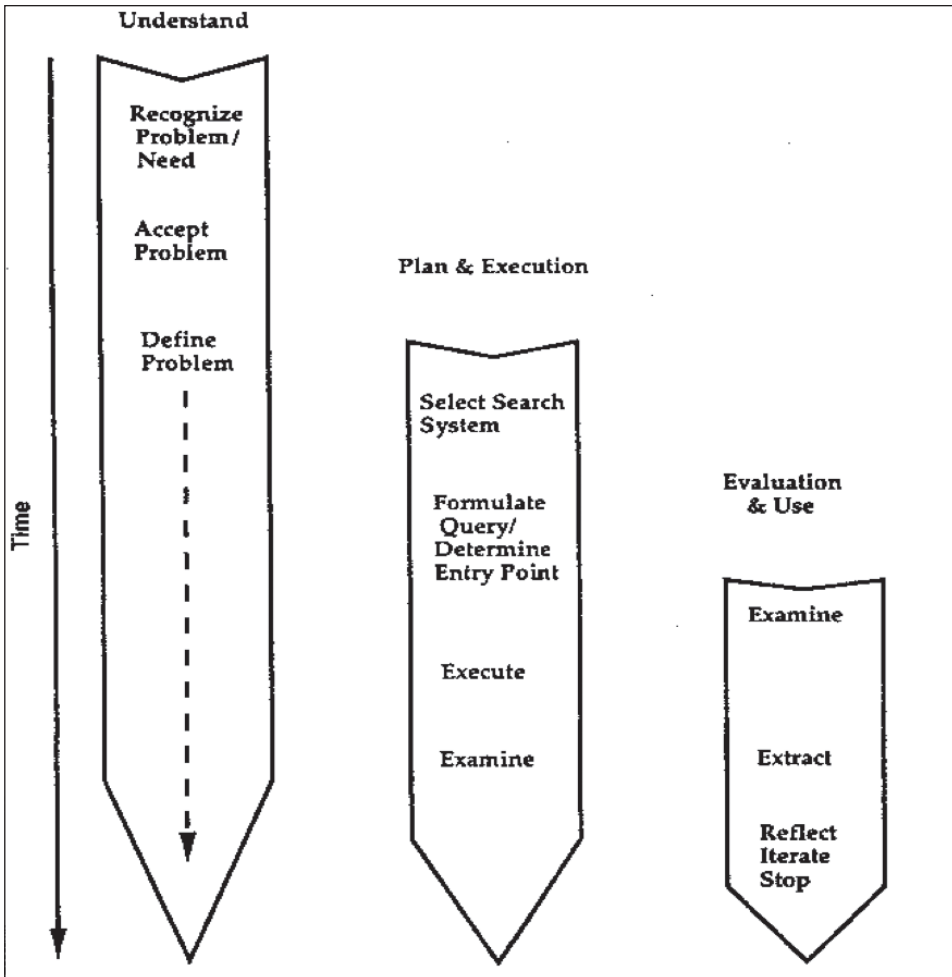 Understand
Recognize
Problem/
Need
Accept
Problem
Define
Problem
Time
Plan & Execution
Select Search
System
Formulate
Query/
Determine
Entry Point
Execute
Examine
Evaluation
& Use
Examine
Extract
Reflect
Iterate
Stop